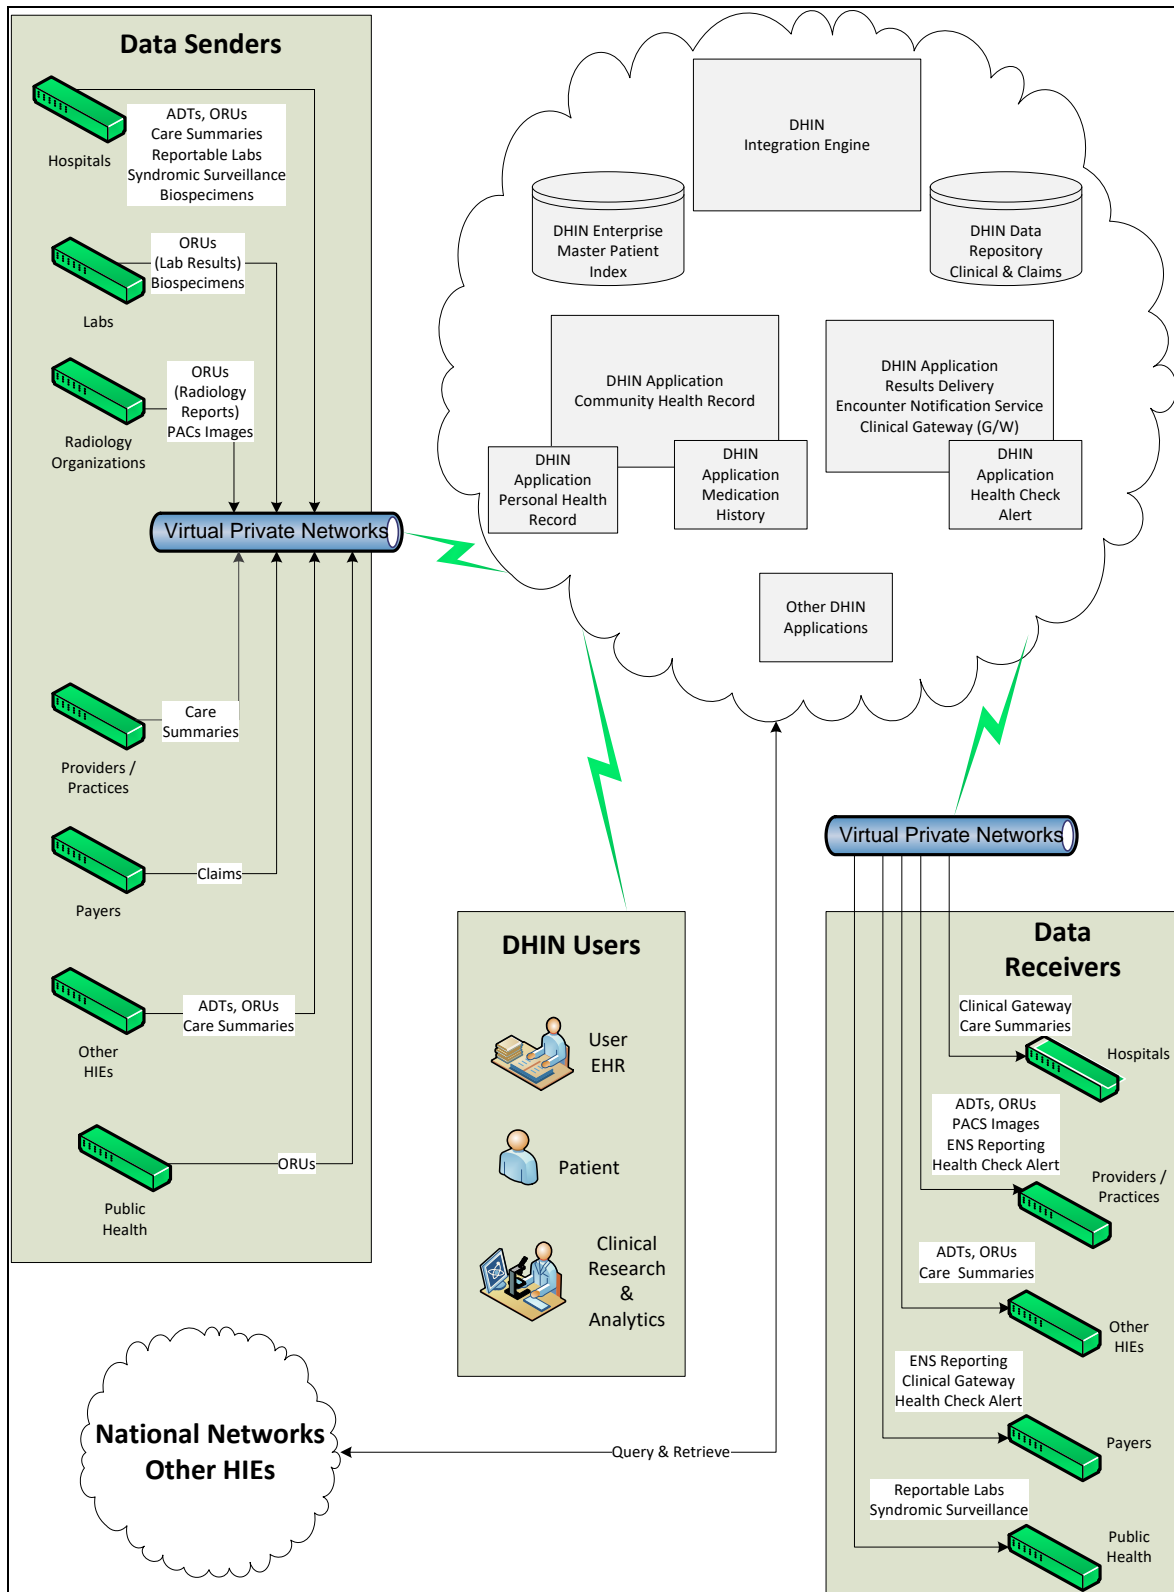 Data Senders
Hospitals
ADTs, ORUs
Care Summaries
Reportable Labs
Syndromic Surveillance
Biospecimens
Labs
ORUs
(Lab Results)
Biospecimens
Radiology
Organizations
ORUs
(Radiology
Reports)
PACs Images
Virtual Private Networks
Providers /
Practices
Care
Summaries
Payers
Claims
Other
HIEs
ADTs, ORUs
Care Summaries
Public
Health
ORUs
DHIN
Integration Engine
DHIN Enterprise
Master Patient
Index
DHIN Data
Repository
Clinical & Claims
DHIN Application
Community Health Record
DHIN
Application
Personal Health
Record
DHIN
Application
Medication
History
DHIN Application
Results Delivery
Encounter Notification Service
Clinical Gateway (G/W)
DHIN
Application
Health Check
Alert
Other DHIN
Applications
DHIN Users
User
EHR
Patient
Clinical
Research
&
Analytics
Virtual Private Networks
Data
Receivers
Clinical Gateway
Care Summaries
Hospitals
ADTs, ORUs
PACS Images
ENS Reporting
Health Check Alert
Providers /
Practices
ADTs, ORUs
Care  Summaries
Other
HIEs
ENS Reporting
Clinical Gateway
Health Check Alert
Payers
Reportable Labs
Syndromic Surveillance
Public
Health
National Networks
Other HIEs
Query & Retrieve